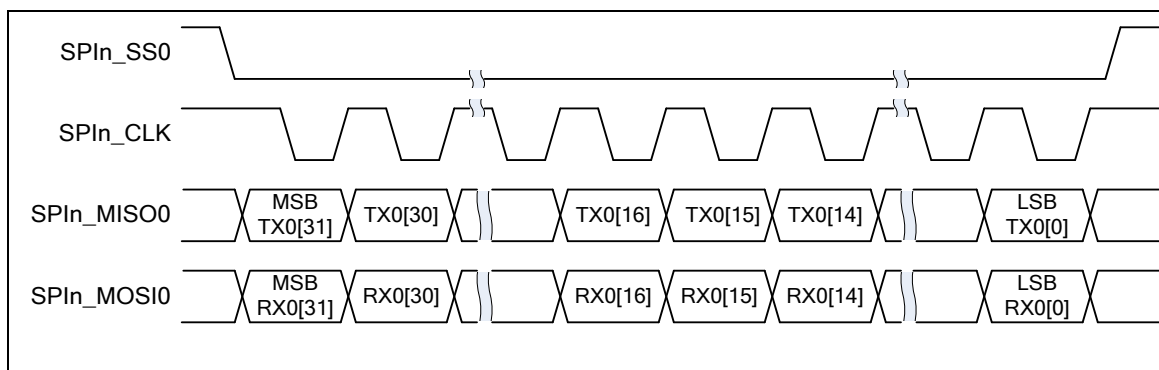 SPIn_SS0
SPIn_CLK
SPIn_MISO0
MSB
TX0[31]
TX0[30]
TX0[16]
TX0[15]
TX0[14]
LSB
TX0[0]
SPIn_MOSI0
MSB
RX0[31]
RX0[30]
RX0[16]
RX0[15]
RX0[14]
LSB
RX0[0]